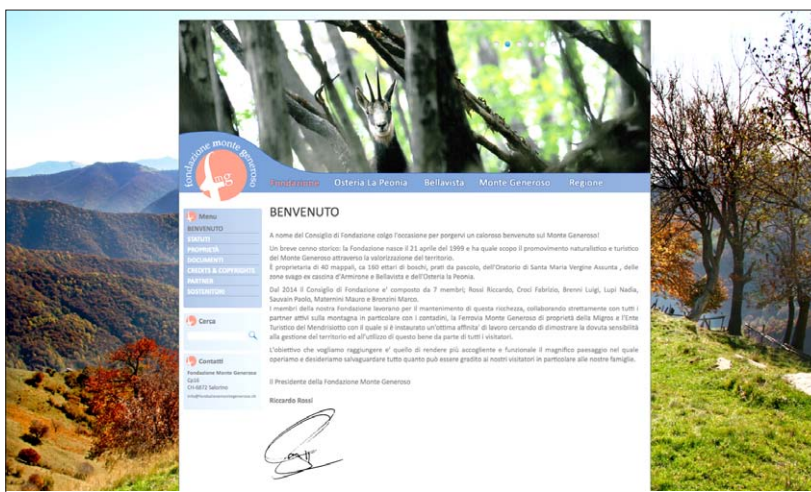 fondazione monte generoso
mg
Fondazione Osteria La Peonia Bellavista Monte Generoso Regione
Menu
BENVENUTO
STATUTI
PROPRIETÀ
DOCUMENTI
CREDITS & COPYRIGHTS
PARTNER
SOSTENITORI
Cerca
Contatti
Fondazione Monte Generoso
CH-6872 Salorino
info@fondazionemontegeneroso.ch
BENVENUTO
A nome del Consiglio di Fondazione colgo l'occasione per porgervi un caloroso benvenuto sul Monte Generoso!
Un breve cenno storico: la Fondazione nasce il 21 aprile del 1999 e ha quale scopo il promovimento naturalistico e turistico
del Monte Generoso attraverso la valorizzazione del territorio.
È proprietaria di 40 mappali, ca 160 ettari di boschi, prati da pascolo, dell'Oratorio di Santa Maria Vergine Assunta , delle
zone svago ex cascina d'Armirone e Bellavista e dell'Osteria la Peonia.
Dal 2014 il Consiglio di Fondazione e' composto da 7 membri; Rossi Riccardo, Croci Fabrizio, Brenni Luigi, Lupi Nadia,
Sauvain Paolo, Maternini Mauro e Bronzini Marco.
I membri della nostra Fondazione lavorano per il mantenimento di questa ricchezza, collaborando strettamente con tutti i
partner attivi sulla montagna in particolare con i contadini, la Ferrovia Monte Generoso di proprietà della Migros e l'Ente
Turistico del Mendrisiotto con il quale si è instaurato un'ottima affinita' di lavoro cercando di dimostrare la dovuta sensibilità
alla gestione del territorio ed all'utilizzo di questo bene da parte di tutti i visitatori.
L'obiettivo che vogliamo raggiungere e' quello di rendere più accogliente e funzionale il magnifico paesaggio nel quale
operiamo e desideriamo salvaguardare tutto quanto può essere gradito ai nostri visitatori in particolare alle nostre famiglie.
Il Presidente della Fondazione Monte Generoso
Riccardo Rossi